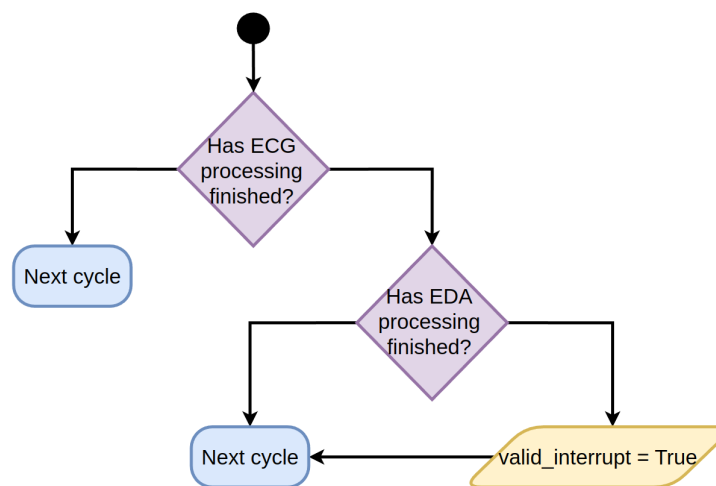 Has ECG
processing
finished?
Next cycle
Has EDA
processing
finished?
Next cycle
valid_interrupt = True